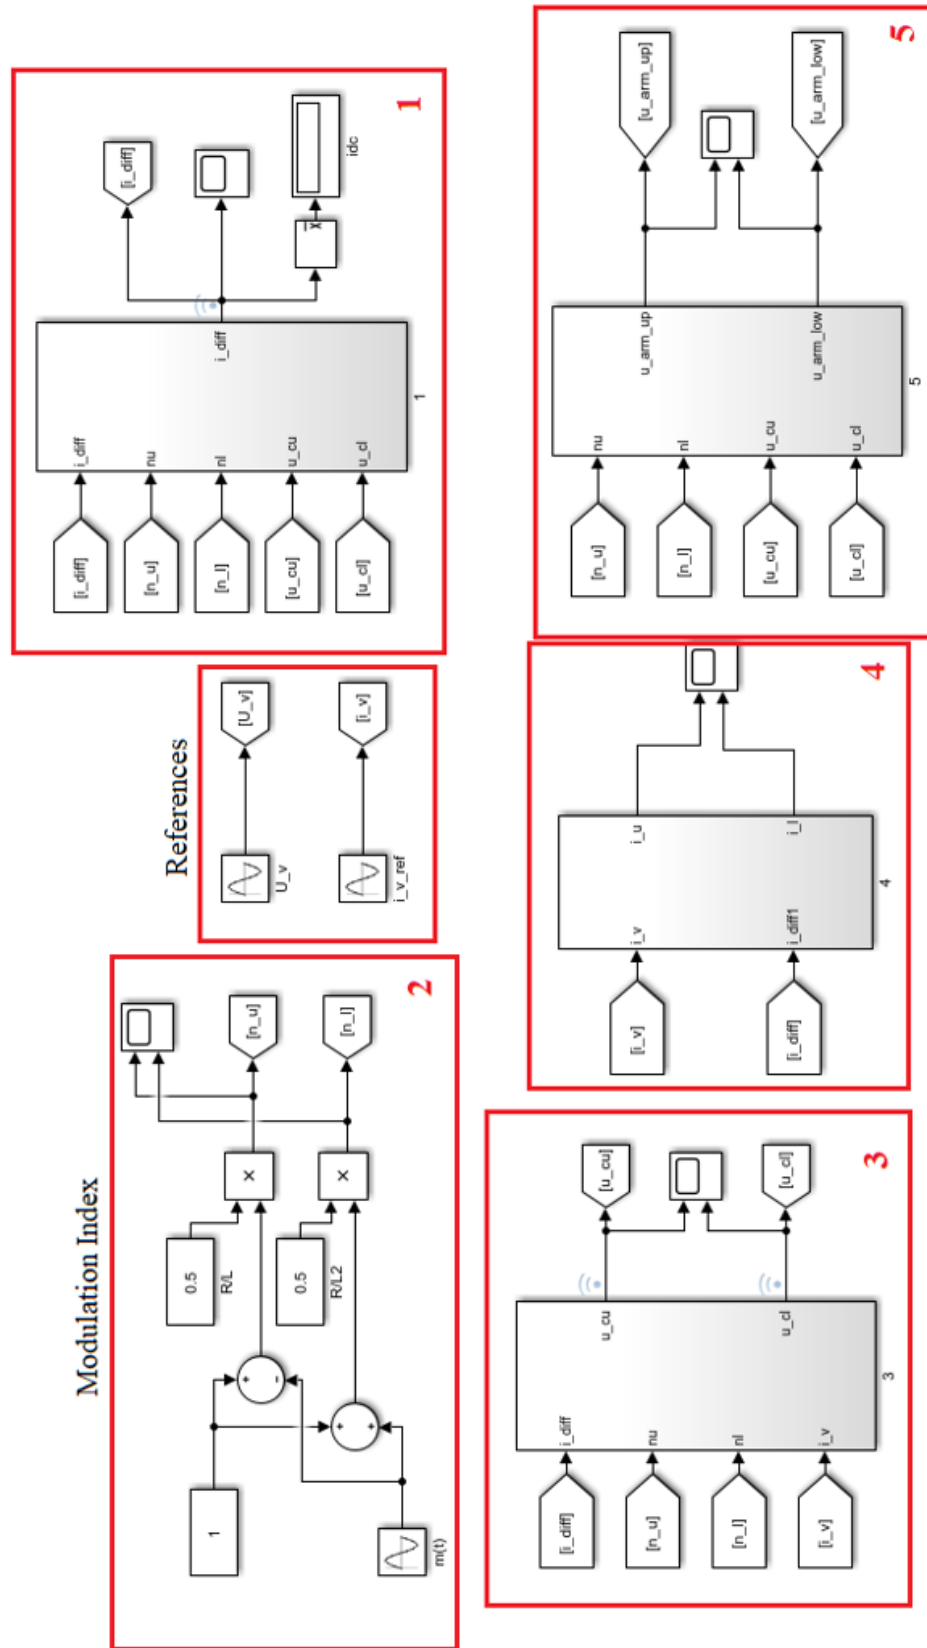 Modulation Index
1
m(t)
+
-
+
+
0.5
R/L
0.5
R/L2
×
×
[n_u]
[n_l]
2
References
U_v
i_v_ref
[U_v]
[i_v]
[i_diff]
[n_u]
[n_l]
[u_cu]
[u_cl]
i_diff
nu
nl
u_cu
u_cl
i_diff
1
[i_diff]
x
idc
1
[i_diff]
[n_u]
[n_l]
[i_v]
i_diff
nu
nl
i_v
u_cu
u_cl
3
[u_cu]
[u_cl]
3
[i_v]
[i_diff]
i_v
i_diff1
i_u
i_l
4
4
[n_u]
[n_l]
[u_cu]
[u_cl]
nu
nl
u_cu
u_cl
u_arm_up
u_arm_low
5
[u_arm_up]
[u_arm_low]
5